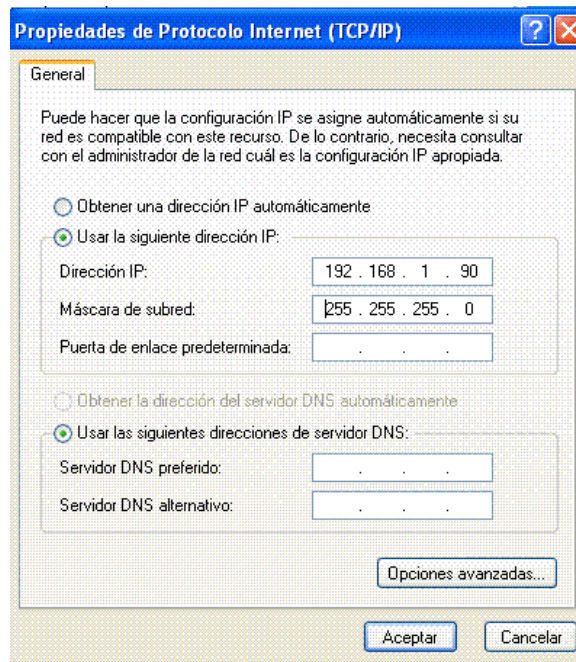 Propiedades de Protocolo Internet (TCP/IP)
General
Puede hacer que la configuración IP se asigne automáticamente si su
red es compatible con este recurso. De lo contrario, necesita consultar
con el administrador de la red cuál es la configuración IP apropiada.
Obtener una dirección IP automáticamente
Usar la siguiente dirección IP:
Dirección IP: 192 . 168 . 1 . 90
Máscara de subred: 255 . 255 . 255 . 0
Puerta de enlace predeterminada: . . .
Obtener la dirección del servidor DNS automáticamente
Usar las siguientes direcciones de servidor DNS:
Servidor DNS preferido: . . .
Servidor DNS alternativo: . . .
Opciones avanzadas...
Aceptar Cancelar